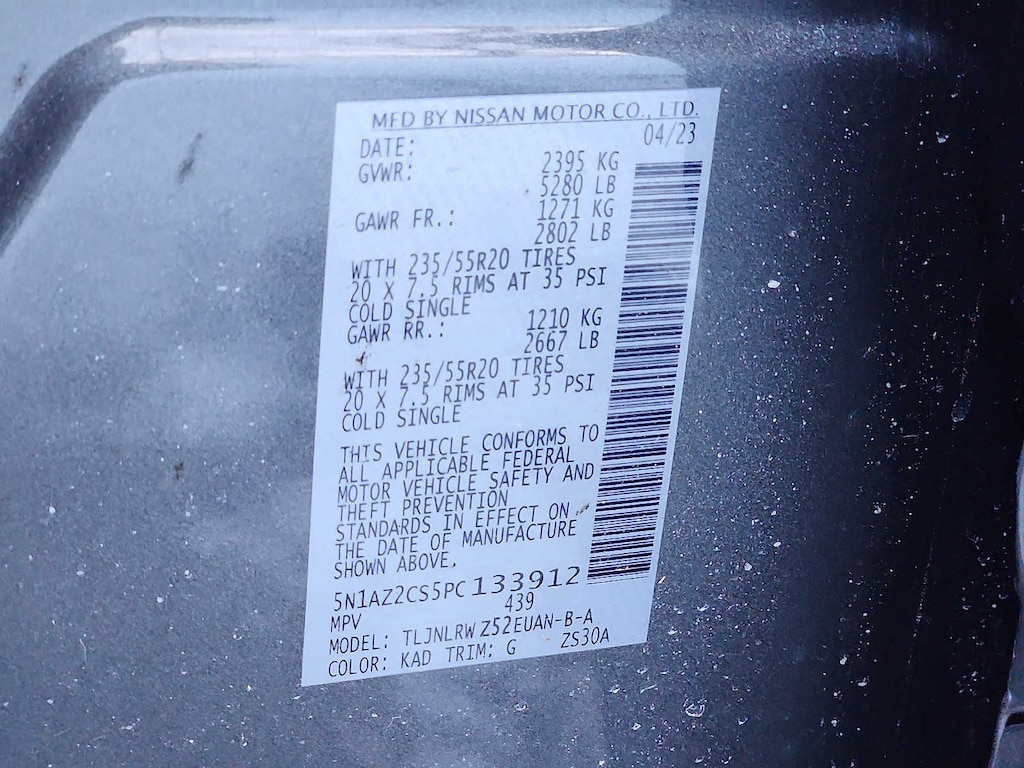 MFD BY NISSAN MOTOR CO., LTD.
DATE: 04/23
GVWR: 2395 KG
5280 LB
GAWR FR.: 1271 KG
2802 LB
WITH 235/55R20 TIRES
20 X 7.5 RIMS AT 35 PSI
COLD SINGLE
GAWR RR.: 1210 KG
2667 LB
WITH 235/55R20 TIRES
20 X 7.5 RIMS AT 35 PSI
COLD SINGLE
THIS VEHICLE CONFORMS TO
ALL APPLICABLE FEDERAL
MOTOR VEHICLE SAFETY AND
THEFT PREVENTION
STANDARDS IN EFFECT ON
THE DATE OF MANUFACTURE
SHOWN ABOVE.
5N1AZ2CS5PC133912
MPV 439
MODEL: TLJNLRW Z52EUAN-B-A
COLOR: KAD TRIM: G ZS30A